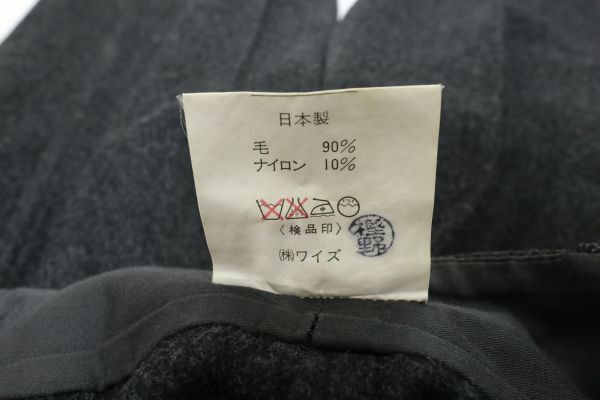 日本製
毛 90%
ナイロン 10%
〈検品印〉
㈱ワイズ